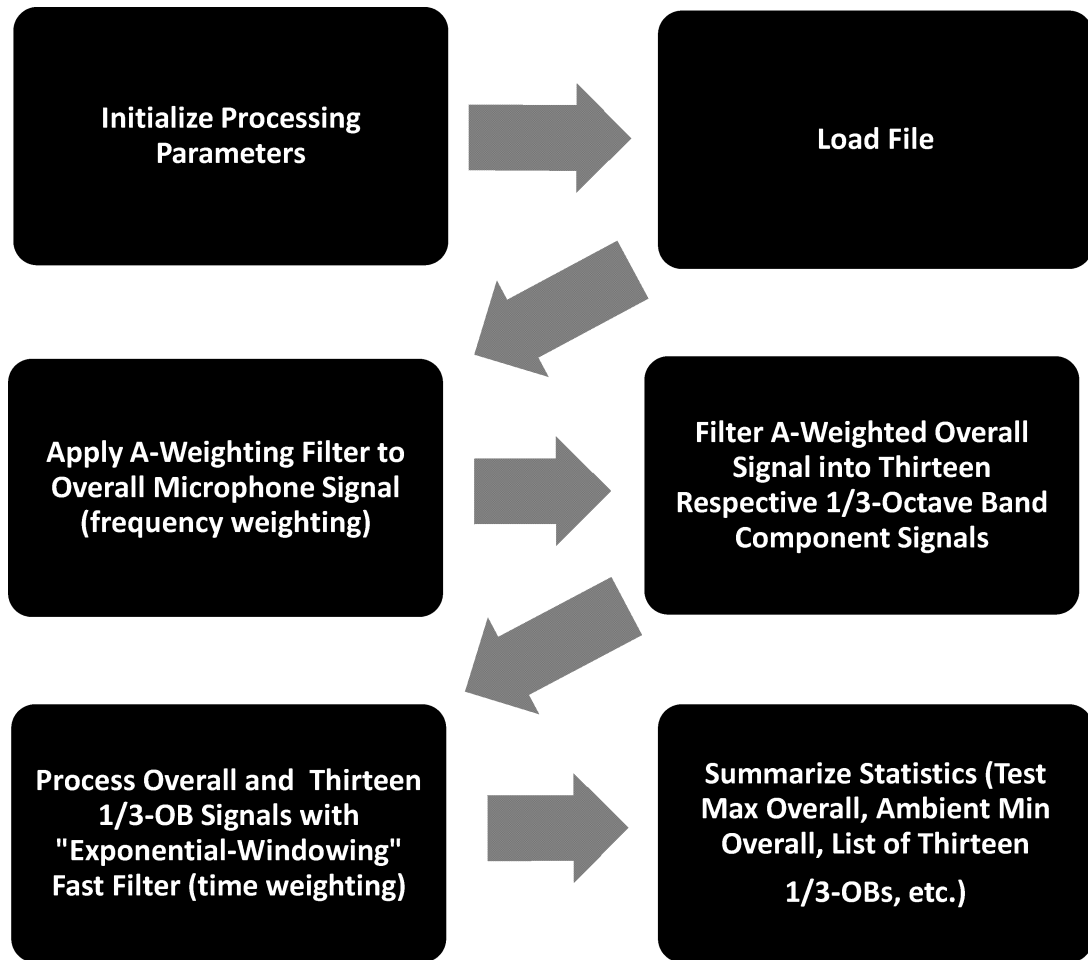 Initialize Processing
Parameters
Load File
Apply A-Weighting Filter to
Overall Microphone Signal
(frequency weighting)
Filter A-Weighted Overall
Signal into Thirteen
Respective 1/3-Octave Band
Component Signals
Process Overall and Thirteen
1/3-OB Signals with
"Exponential-Windowing"
Fast Filter (time weighting)
Summarize Statistics (Test
Max Overall, Ambient Min
Overall, List of Thirteen
1/3-OBs, etc.)